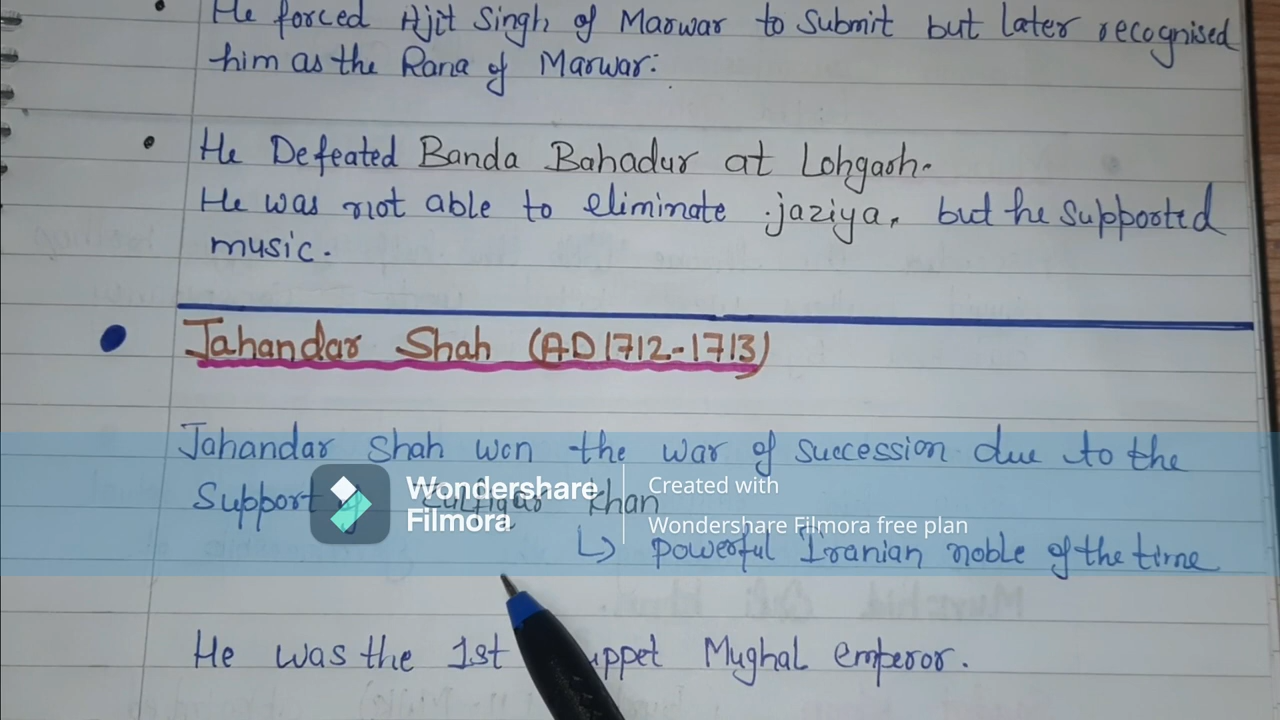 He forced Ajit Singh of Marwar to submit but later recognised
him as the Rana of Marwar.
He Defeated Banda Bahadur at Lohgarh.
He was not able to eliminate jaziya, but he supported
music.
Jahandar Shah (AD 1712-1713)
Jahandar Shah won the war of succession due to the
Support of Zulfiqar Khan
↳ powerful Iranian noble of the time
Wondershare
Filmora
Created with
Wondershare Filmora free plan
He was the 1st Mughal emperor.